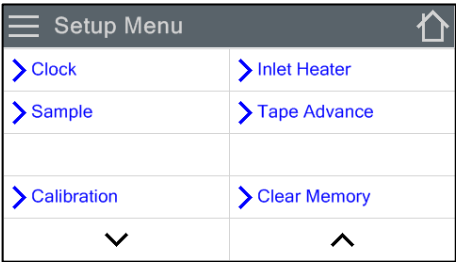 Setup Menu
Clock
Inlet Heater
Sample
Tape Advance
Calibration
Clear Memory